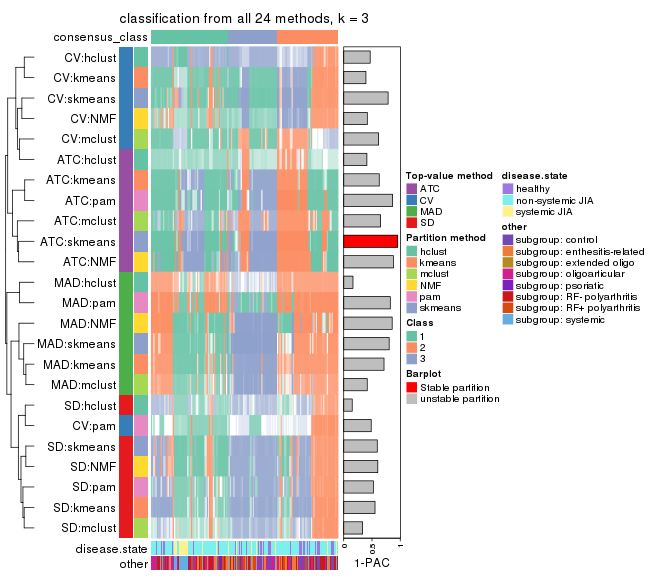 classification from all 24 methods, k = 3
consensus_class
CV:hclust
CV:kmeans
CV:skmeans
CV:NMF
CV:mclust
ATC:hclust
ATC:kmeans
ATC:pam
ATC:mclust
ATC:skmeans
ATC:NMF
MAD:hclust
MAD:pam
MAD:NMF
MAD:skmeans
MAD:kmeans
MAD:mclust
SD:hclust
CV:pam
SD:skmeans
SD:NMF
SD:pam
SD:kmeans
SD:mclust
disease.state
other
0
0.5
1
1-PAC
Top-value method
ATC
CV
MAD
SD
Partition method
hclust
kmeans
mclust
NMF
pam
skmeans
Class
1
2
3
Barplot
Stable partition
unstable partition
disease.state
healthy
non-systemic JIA
systemic JIA
other
subgroup: control
subgroup: enthesitis-related
subgroup: extended oligo
subgroup: oligoarticular
subgroup: psoriatic
subgroup: RF- polyarthritis
subgroup: RF+ polyarthritis
subgroup: systemic